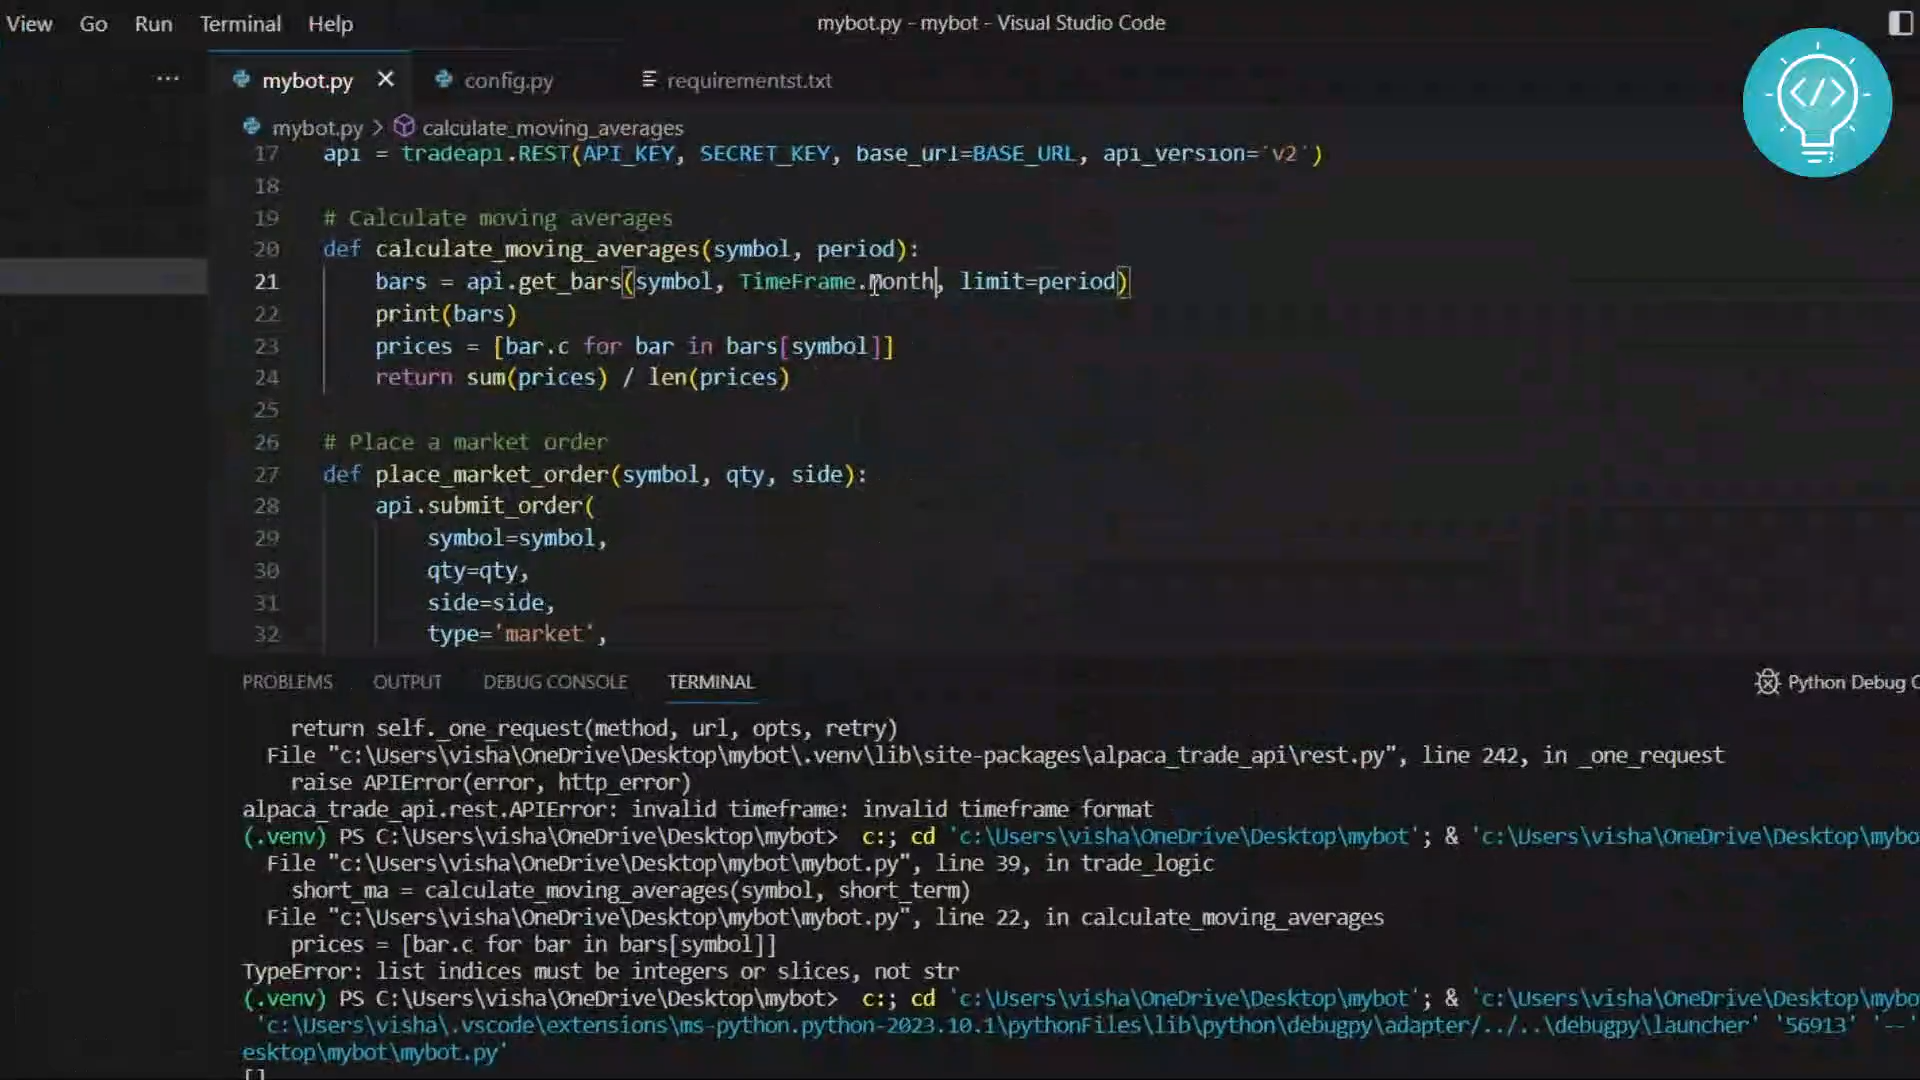 View Go Run Terminal Help
mybot.py - mybot - Visual Studio Code
··· mybot.py config.py requirementst.txt
mybot.py > calculate_moving_averages
17 api = tradeapi.REST(API_KEY, SECRET_KEY, base_url=BASE_URL, api_version='v2')
18
19 # Calculate moving averages
20 def calculate_moving_averages(symbol, period):
21 bars = api.get_bars(symbol, TimeFrame.Month, limit=period)
22 print(bars)
23 prices = [bar.c for bar in bars[symbol]]
24 return sum(prices) / len(prices)
25
26 # Place a market order
27 def place_market_order(symbol, qty, side):
28 api.submit_order(
29 symbol=symbol,
30 qty=qty,
31 side=side,
32 type='market',
PROBLEMS OUTPUT DEBUG CONSOLE TERMINAL
Python Debug C
return self._one_request(method, url, opts, retry)
File "c:\Users\visha\OneDrive\Desktop\mybot\.venv\lib\site-packages\alpaca_trade_api\rest.py", line 242, in _one_request
raise APIError(error, http_error)
alpaca_trade_api.rest.APIError: invalid timeframe: invalid timeframe format
(.venv) PS C:\Users\visha\OneDrive\Desktop\mybot> c:; cd 'c:\Users\visha\OneDrive\Desktop\mybot'; & 'c:\Users\visha\OneDrive\Desktop\mybo
File "c:\Users\visha\OneDrive\Desktop\mybot\mybot.py", line 39, in trade_logic
short_ma = calculate_moving_averages(symbol, short_term)
File "c:\Users\visha\OneDrive\Desktop\mybot\mybot.py", line 22, in calculate_moving_averages
prices = [bar.c for bar in bars[symbol]]
TypeError: list indices must be integers or slices, not str
(.venv) PS C:\Users\visha\OneDrive\Desktop\mybot> c:; cd 'c:\Users\visha\OneDrive\Desktop\mybot'; & 'c:\Users\visha\OneDrive\Desktop\mybo
'c:\Users\visha\.vscode\extensions\ms-python.python-2023.10.1\pythonFiles\lib\python\debugpy\adapter/../..\debugpy\launcher' '56913' '--'
esktop\mybot\mybot.py'
[]